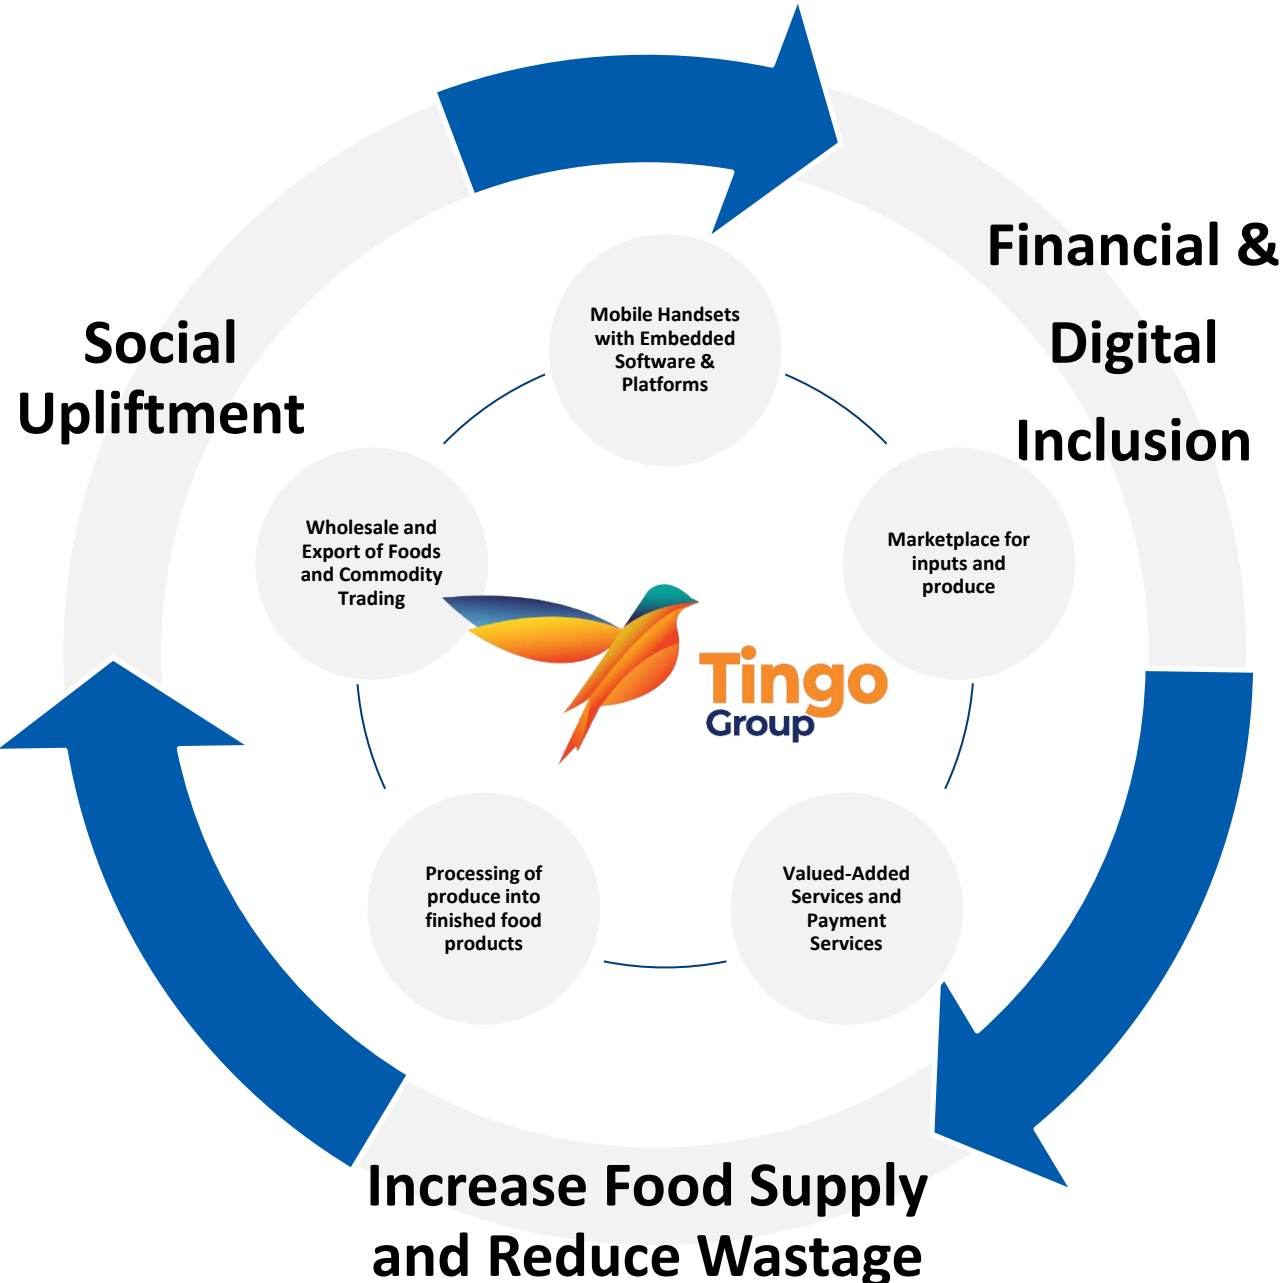 Financial &
Digital
Inclusion
Social
Upliftment
Mobile Handsets
with Embedded
Software &
Platforms
Wholesale and
Export of Foods
and Commodity
Trading
Marketplace for
inputs and
produce
Tingo
Group
Processing of
produce into
finished food
products
Valued-Added
Services and
Payment
Services
Increase Food Supply
and Reduce Wastage